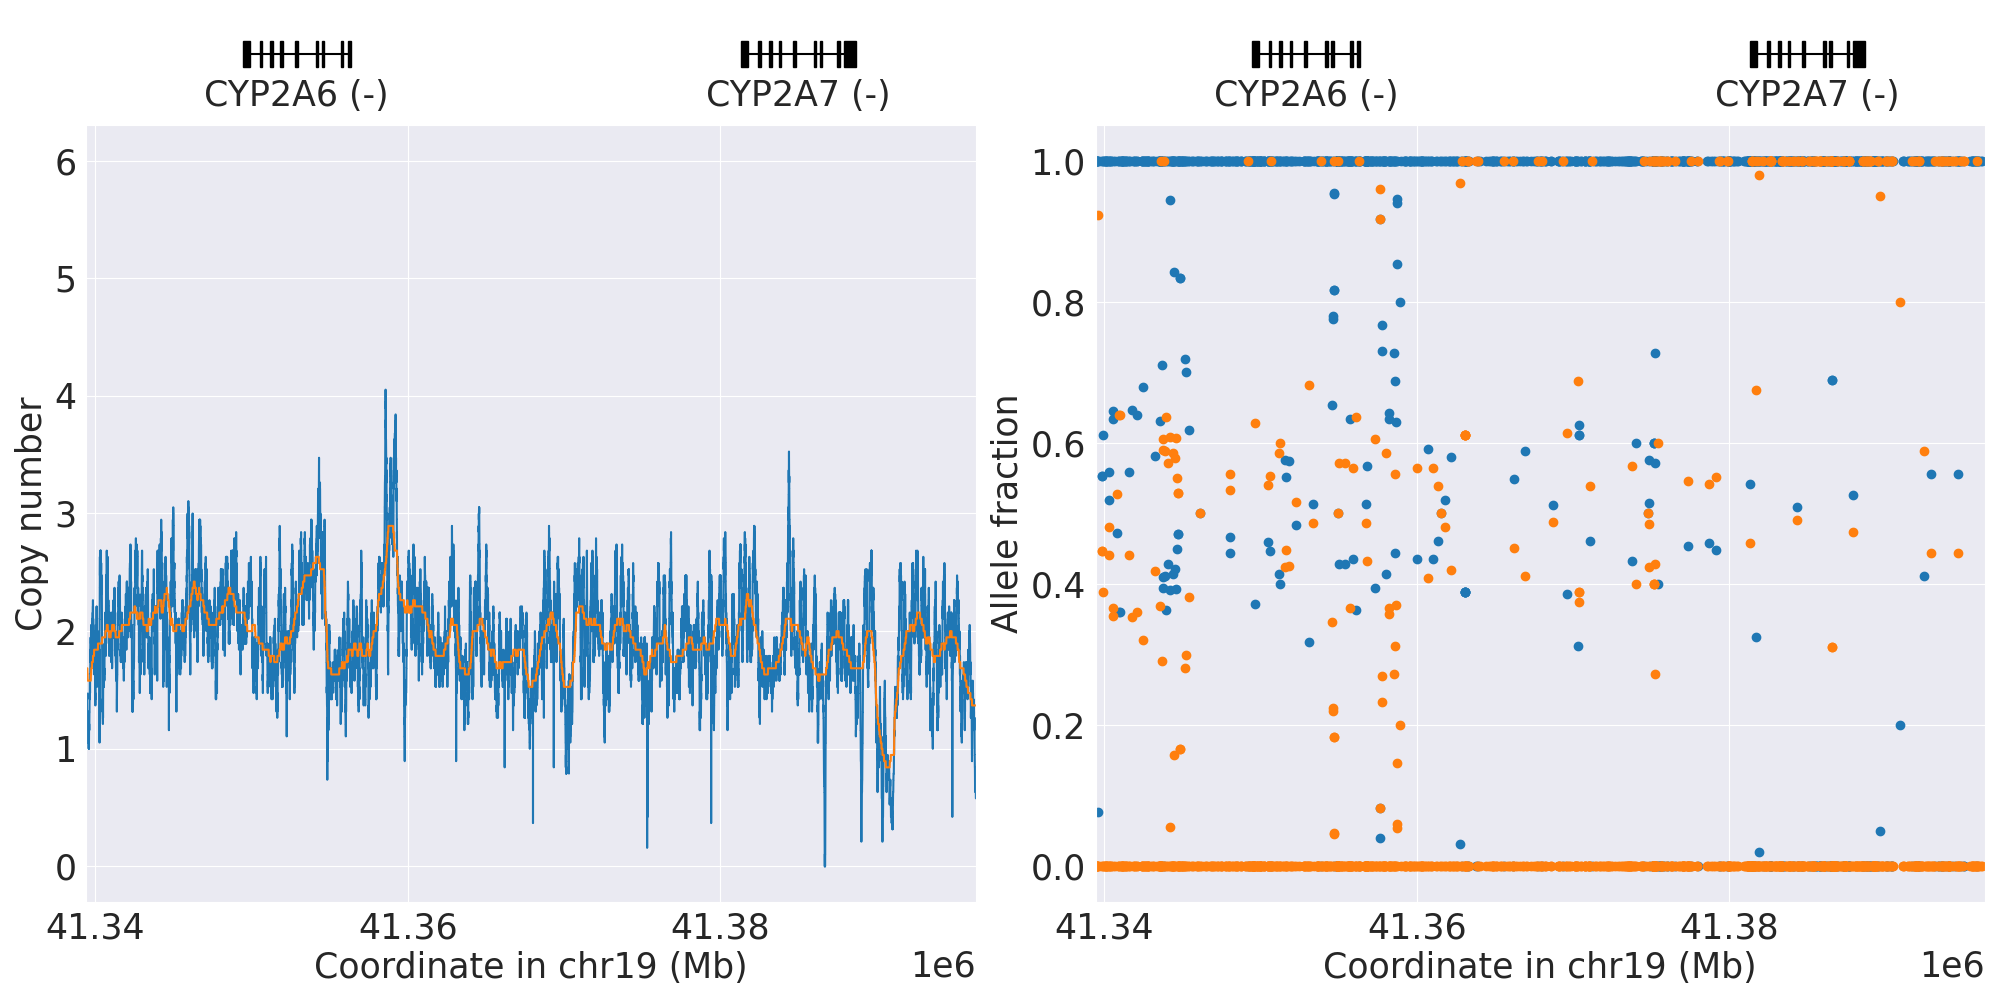 CYP2A6 (-)
CYP2A7 (-)
6
5
4
3
2
1
0
Copy number
41.34
41.36
41.38
Coordinate in chr19 (Mb)
1e6
CYP2A6 (-)
CYP2A7 (-)
1.0
0.8
0.6
0.4
0.2
0.0
Allele fraction
41.34
41.36
41.38
Coordinate in chr19 (Mb)
1e6